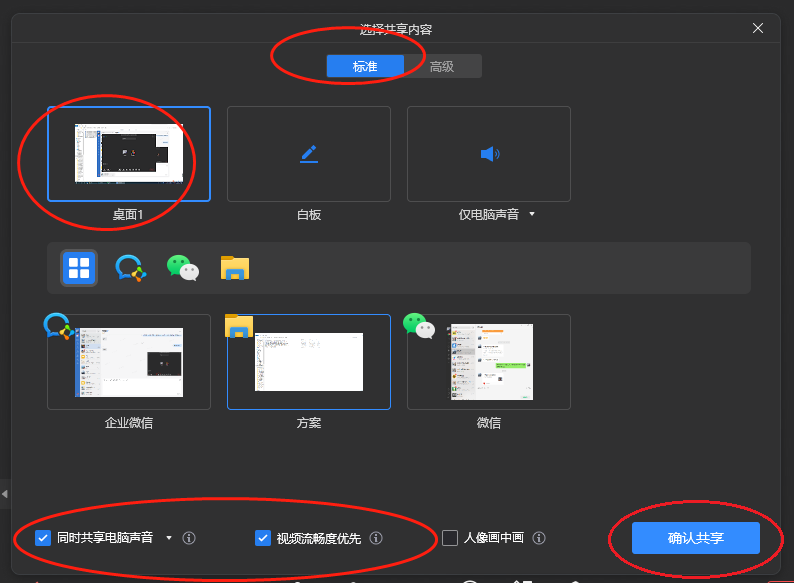 选择共享内容
标准 高级
桌面1 白板 仅电脑声音
企业微信 方案 微信
同时共享电脑声音 视频流畅度优先 人像画中画 确认共享